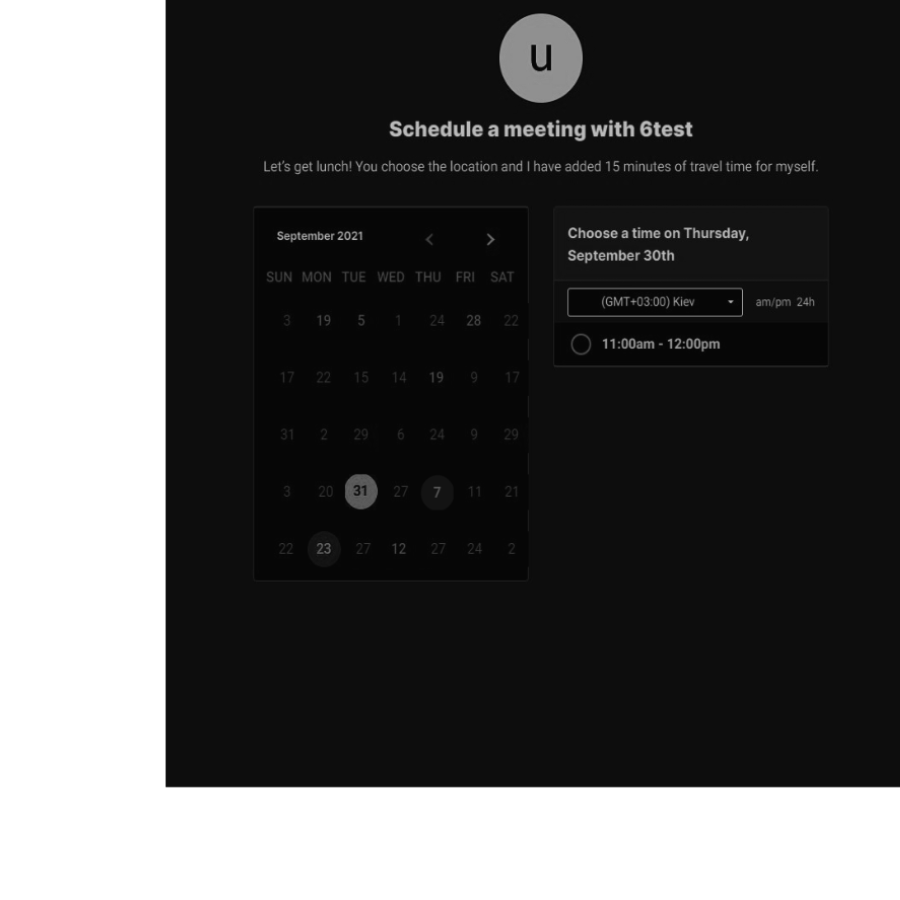 u
Schedule a meeting with 6test
Let's get lunch! You choose the location and I have added 15 minutes of travel time for myself.
September 2021
SUN MON TUE WED THU FRI SAT
3 19 5 1 24 28 22
17 22 15 14 19 9 17
31 2 29 6 24 9 29
3 20 31 27 7 11 21
22 23 27 12 27 24 2
Choose a time on Thursday,
September 30th
(GMT+03:00) Kiev am/pm 24h
11:00am - 12:00pm